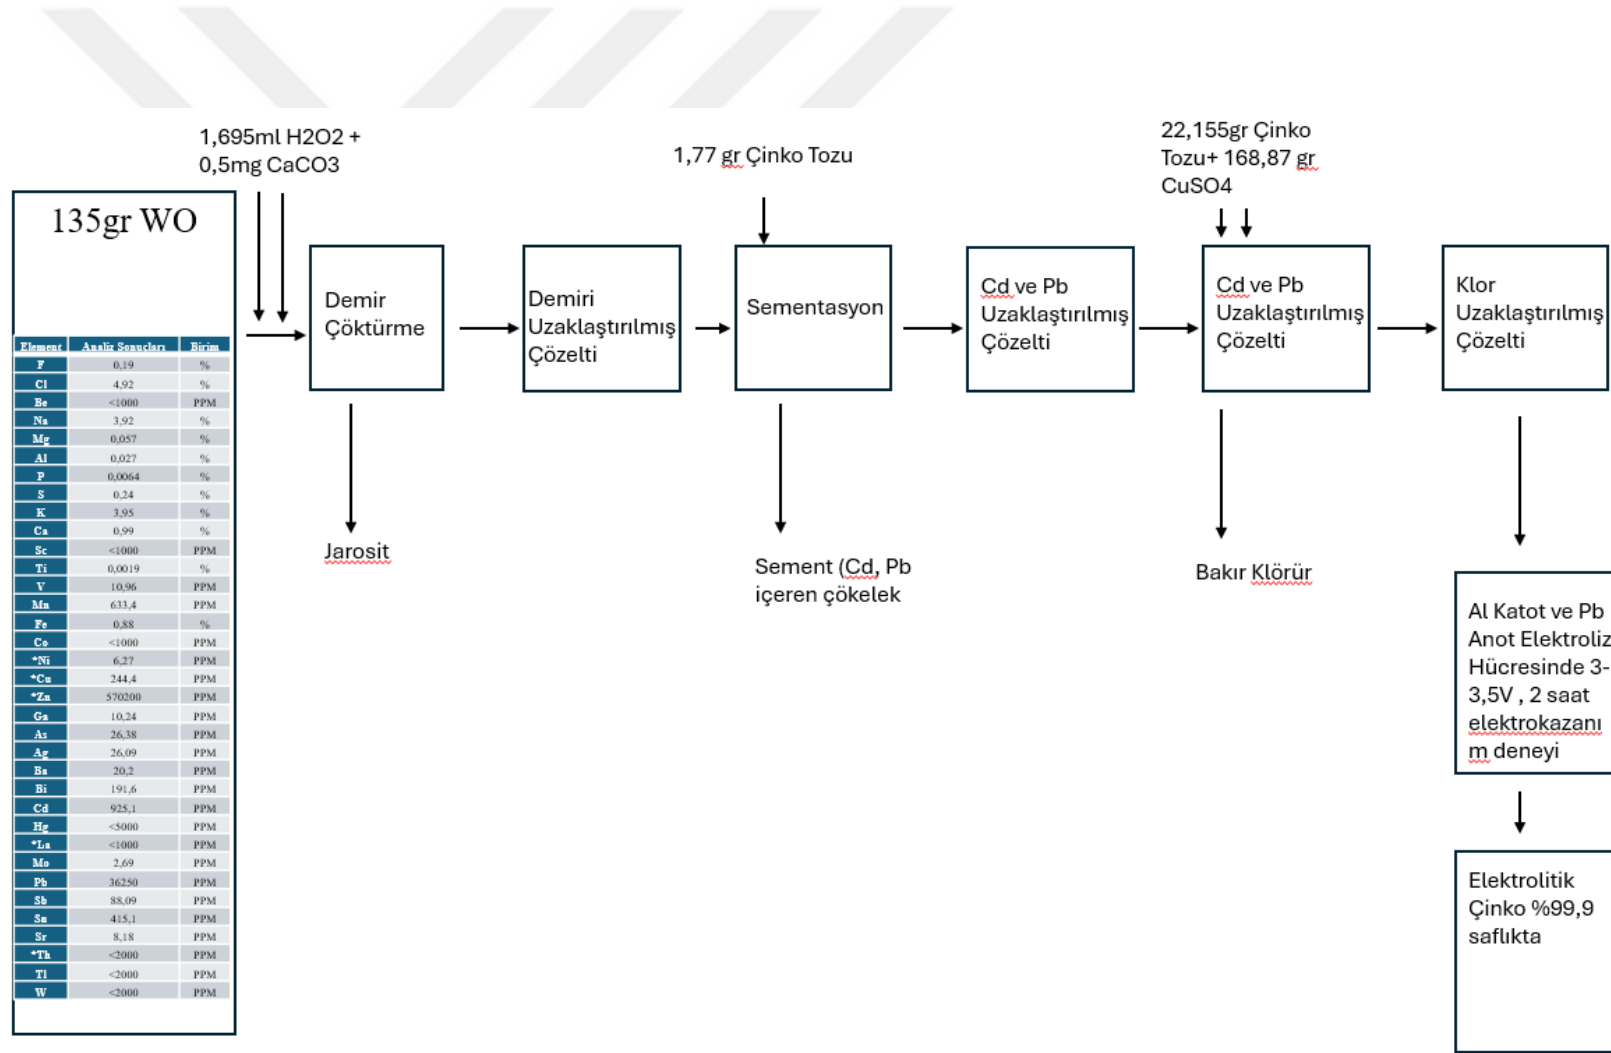 1,695ml H2O2 +
0,5mg CaCO3
1,77 gr Çinko Tozu
22,155gr Çinko
Tozu+ 168,87 gr
CuSO4
135gr WO
Element Analiz Sonuçları Birim
F 0,19 %
Cl 4,92 %
Be <1000 PPM
Na 3,92 %
Mg 0,057 %
Al 0,027 %
P 0,0064 %
S 0,24 %
K 3,95 %
Ca 0,99 %
Sc <1000 PPM
Ti 0,0019 %
V 10,96 PPM
Mn 633,4 PPM
Fe 0,88 %
Co <1000 PPM
*Ni 6,27 PPM
*Cu 244,4 PPM
*Zn 570200 PPM
Ga 10,24 PPM
As 26,38 PPM
Ag 26,09 PPM
Ba 20,2 PPM
Bi 191,6 PPM
Cd 925,1 PPM
Hg <5000 PPM
*La <1000 PPM
Mo 2,69 PPM
Pb 36250 PPM
Sb 88,09 PPM
Sn 415,1 PPM
Sr 8,18 PPM
*Th <2000 PPM
Tl <2000 PPM
W <2000 PPM
Demir
Çöktürme
Demiri
Uzaklaştırılmış
Çözelti
Sementasyon
Cd ve Pb
Uzaklaştırılmış
Çözelti
Cd ve Pb
Uzaklaştırılmış
Çözelti
Klor
Uzaklaştırılmış
Çözelti
Jarosit
Sement (Cd, Pb
içeren çökelek
Bakır Klörür
Al Katot ve Pb
Anot Elektroliz
Hücresinde 3-
3,5V , 2 saat
elektrokazanı
m deneyi
Elektrolitik
Çinko %99,9
saflıkta